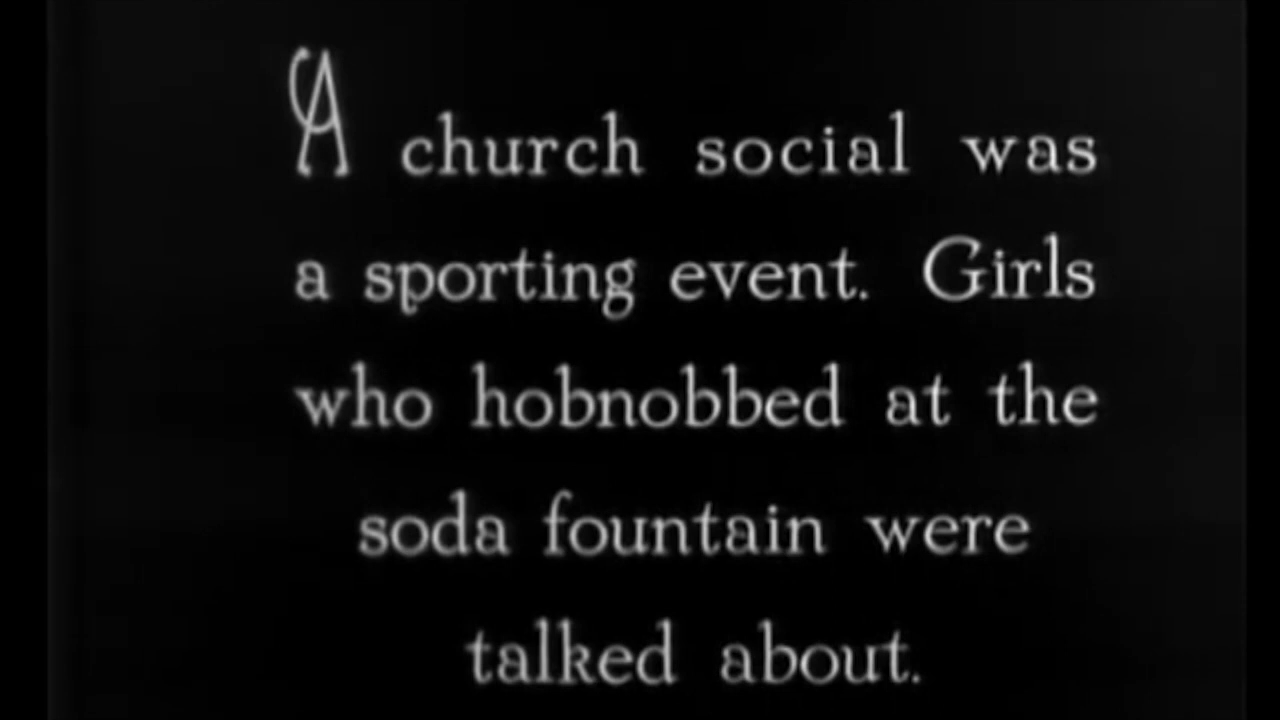 A church social was
a sporting event. Girls
who hobnobbed at the
soda fountain were
talked about.